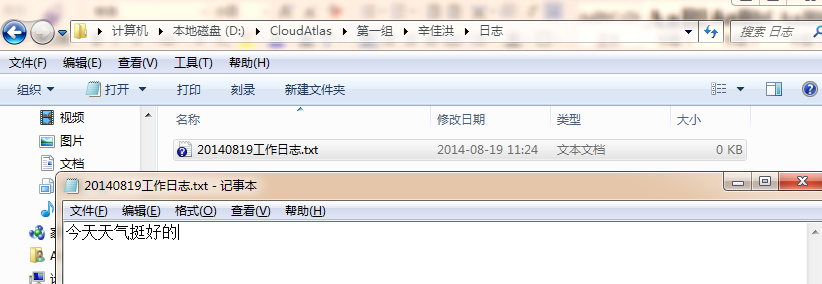 计算机 本地磁盘 (D:) CloudAtlas 第一组 辛佳洪 日志 搜索 日志
文件(F) 编辑(E) 查看(V) 工具(T) 帮助(H)
组织 打开 打印 刻录 新建文件夹
名称 修改日期 类型 大小
视频
20140819工作日志.txt 2014-08-19 11:24 文本文档 0 KB
图片
文档
20140819工作日志.txt - 记事本
文件(F) 编辑(E) 格式(O) 查看(V) 帮助(H)
今天天气挺好的